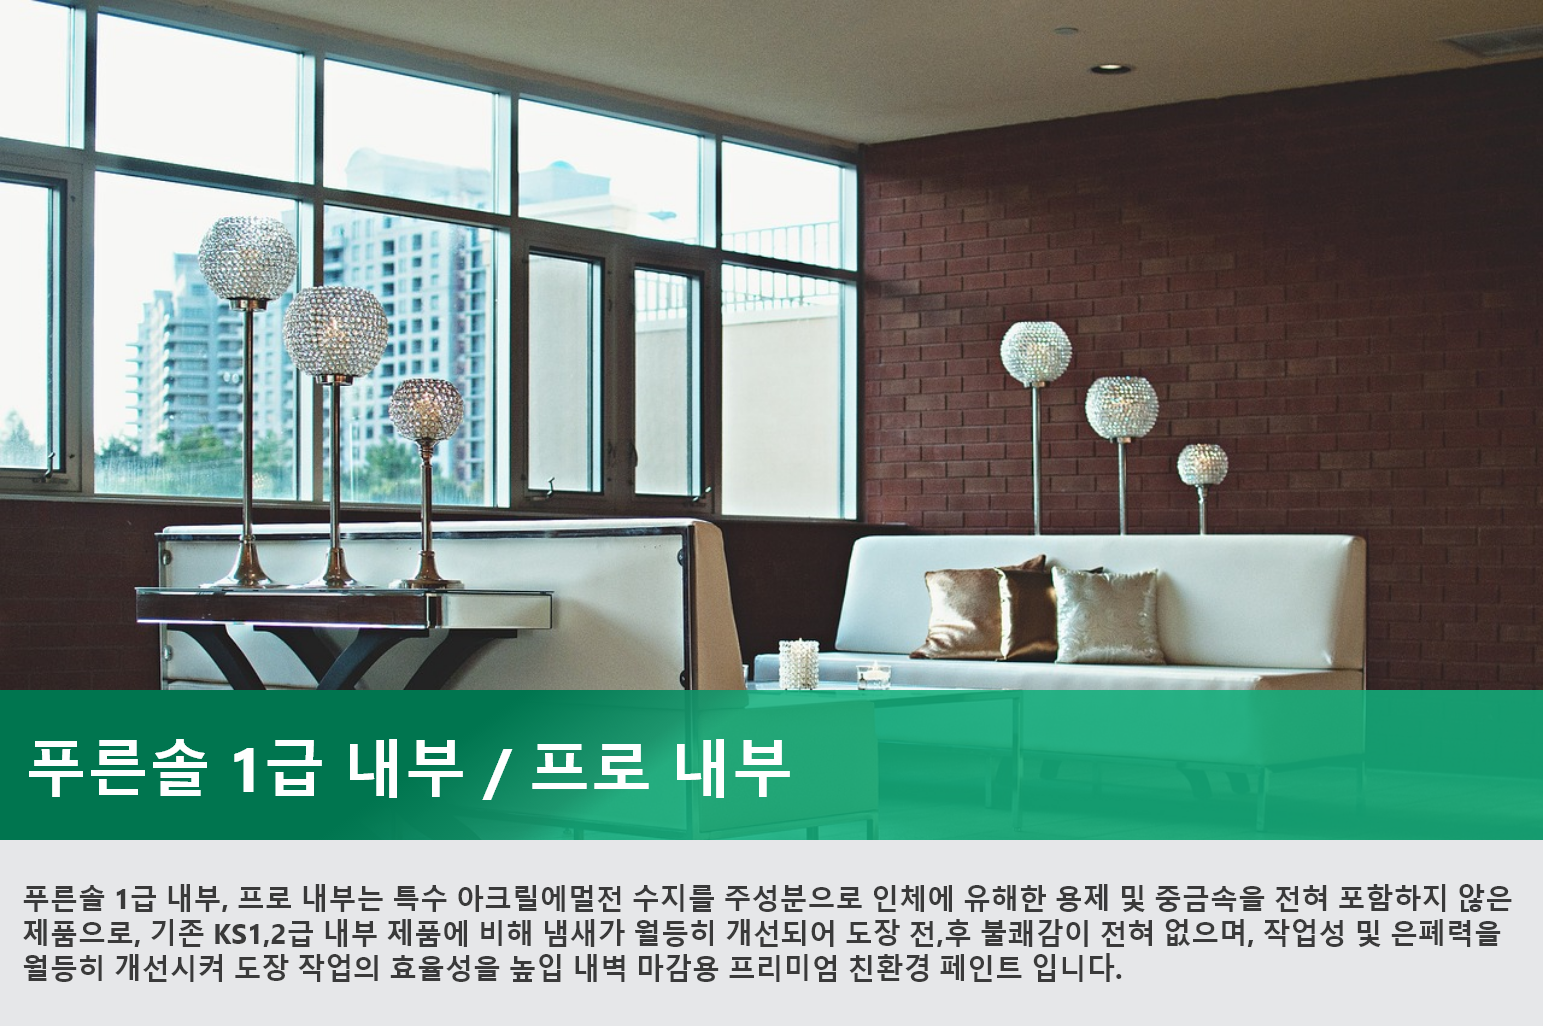 푸른솔 1급 내부 / 프로 내부
푸른솔 1급 내부, 프로 내부는 특수 아크릴에멀전 수지를 주성분으로 인체에 유해한 용제 및 중금속을 전혀 포함하지 않은
제품으로, 기존 KS1,2급 내부 제품에 비해 냄새가 월등히 개선되어 도장 전,후 불쾌감이 전혀 없으며, 작업성 및 은폐력을
월등히 개선시켜 도장 작업의 효율성을 높입 내벽 마감용 프리미엄 친환경 페인트 입니다.